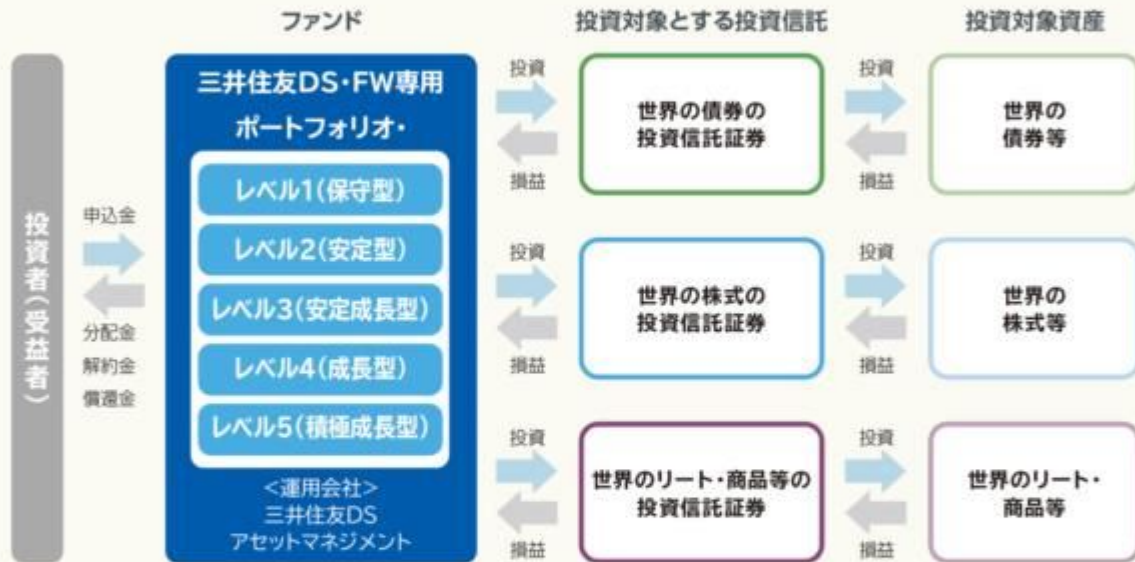 ファンド
投資対象とする投資信託
投資対象資産
投資者(受益者)
申込金
分配金
解約金
償還金
三井住友DS・FW専用
ポートフォリオ・
レベル1(保守型)
レベル2(安定型)
レベル3(安定成長型)
レベル4(成長型)
レベル5(積極成長型)
<運用会社>
三井住友DS
アセットマネジメント
投資
損益
世界の債券の
投資信託証券
投資
損益
世界の
債券等
投資
損益
世界の株式の
投資信託証券
投資
損益
世界の
株式等
投資
損益
世界のリート・商品等の
投資信託証券
投資
損益
世界のリート・
商品等